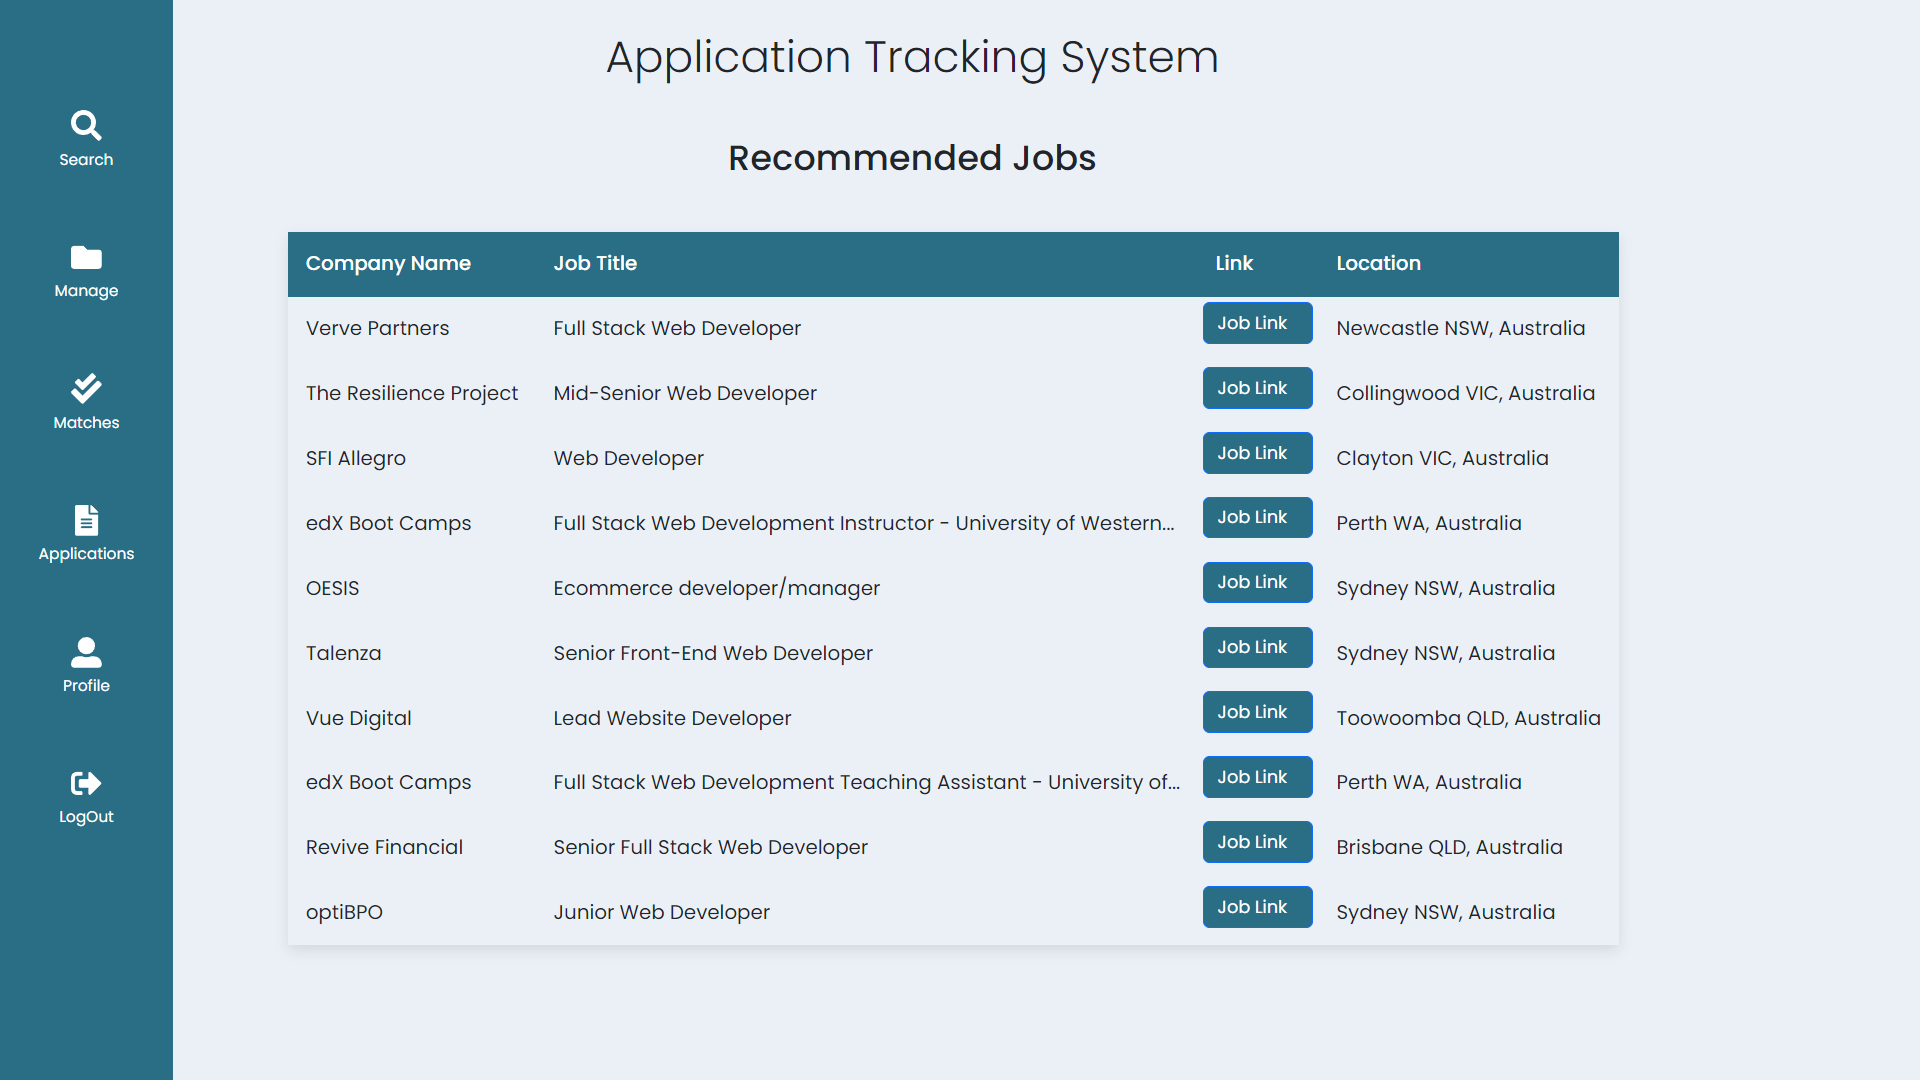 Application Tracking System
Search
Manage
Matches
Applications
Profile
LogOut
Recommended Jobs
Company Name Job Title Link Location
Verve Partners Full Stack Web Developer Job Link Newcastle NSW, Australia
The Resilience Project Mid-Senior Web Developer Job Link Collingwood VIC, Australia
SFI Allegro Web Developer Job Link Clayton VIC, Australia
edX Boot Camps Full Stack Web Development Instructor - University of Western... Job Link Perth WA, Australia
OESIS Ecommerce developer/manager Job Link Sydney NSW, Australia
Talenza Senior Front-End Web Developer Job Link Sydney NSW, Australia
Vue Digital Lead Website Developer Job Link Toowoomba QLD, Australia
edX Boot Camps Full Stack Web Development Teaching Assistant - University of... Job Link Perth WA, Australia
Revive Financial Senior Full Stack Web Developer Job Link Brisbane QLD, Australia
optiBPO Junior Web Developer Job Link Sydney NSW, Australia